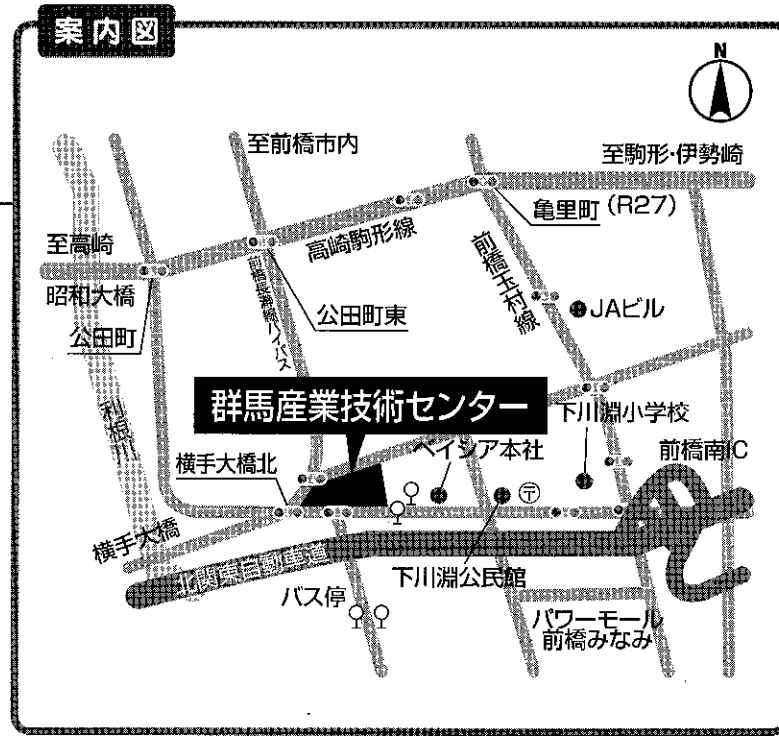 案内図
N
至前橋市内
至駒形・伊勢崎
亀里町 (R27)
至高崎
高崎駒形線
昭和大橋
前橋長瀞線バイパス
前橋玉村線
公田町東
JAビル
公田町
利根川
群馬産業技術センター
下川淵小学校
横手大橋北
ベイシア本社
前橋南IC
〒
横手大橋
北関東自動車道
下川淵公民館
バス停
パワーモール
前橋みなみ